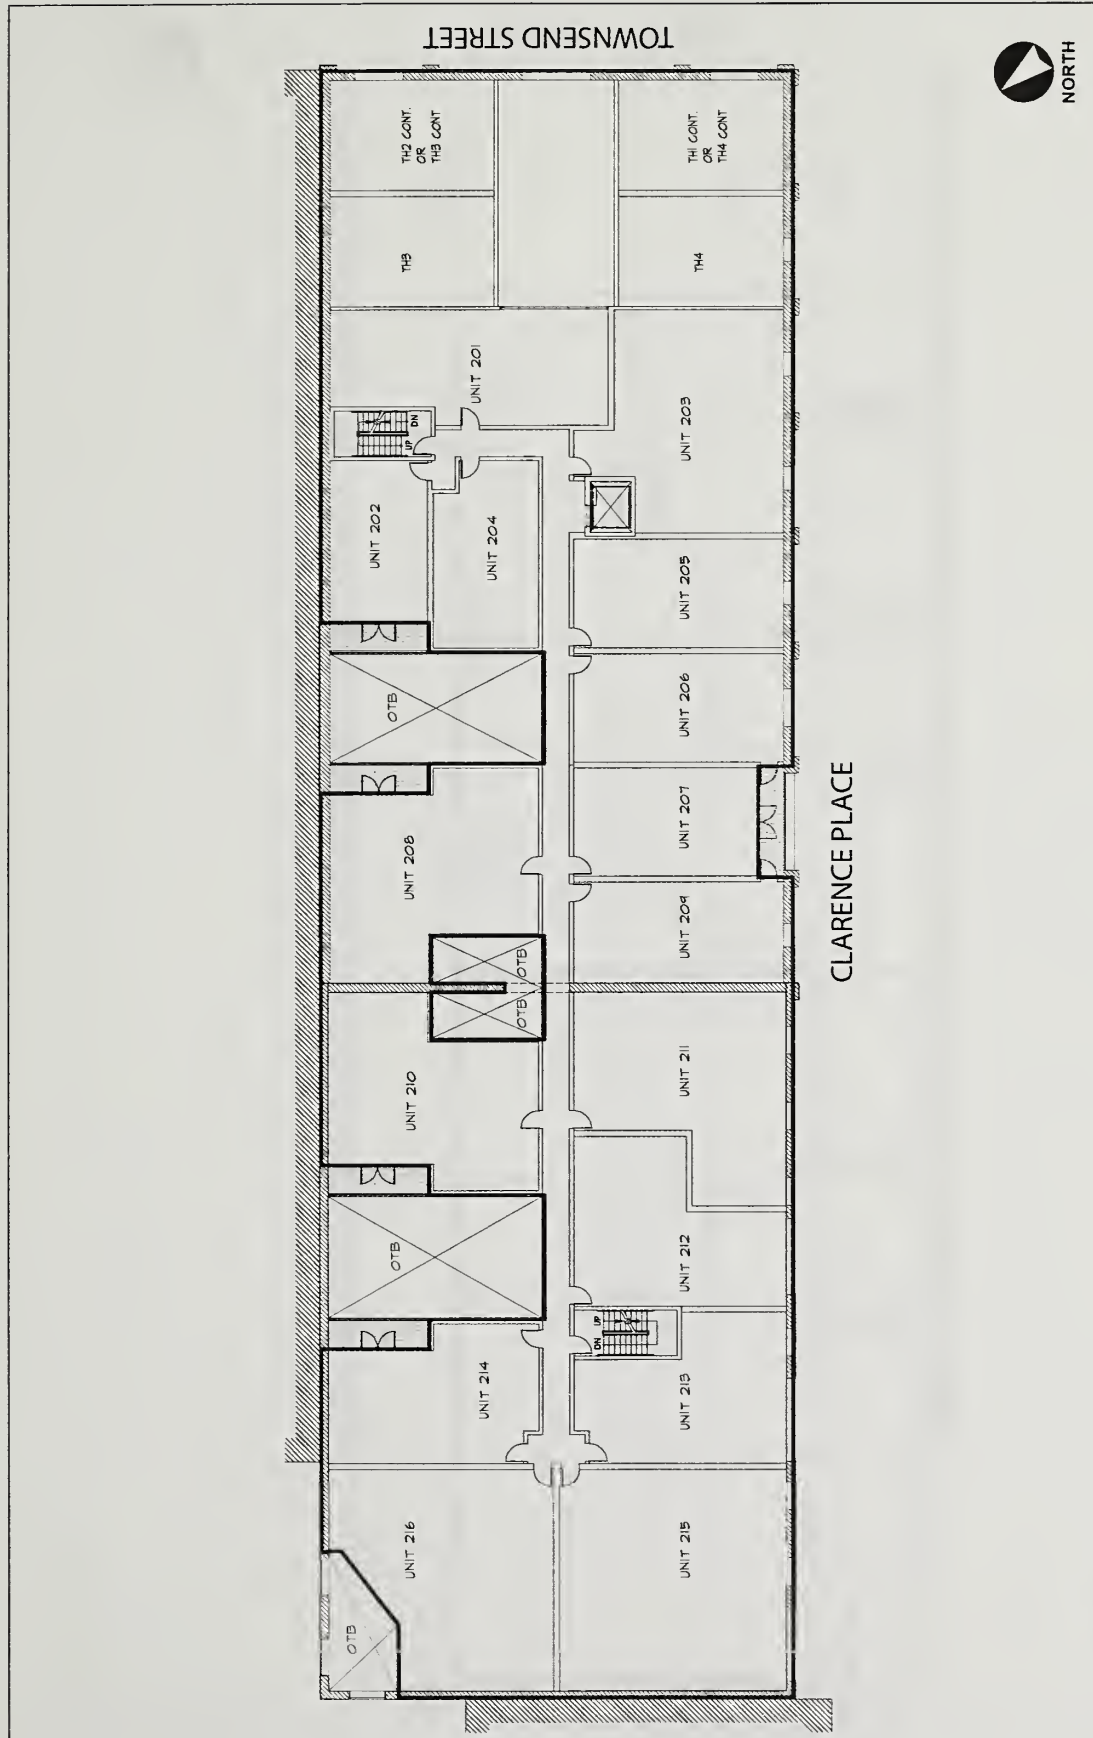 TOWNSEND STREET
NORTH
TH2 CONT.
OR
TH3 CONT
TH1 CONT.
OR
TH4 CONT
TH3
TH4
UNIT 201
UP
DN
UNIT 203
UNIT 202
UNIT 204
UNIT 205
OTB
UNIT 206
CLARENCE PLACE
UNIT 207
UNIT 208
UNIT 209
OTB
OTB
UNIT 210
UNIT 211
OTB
UNIT 212
DN
UP
UNIT 214
UNIT 213
UNIT 216
UNIT 215
OTB